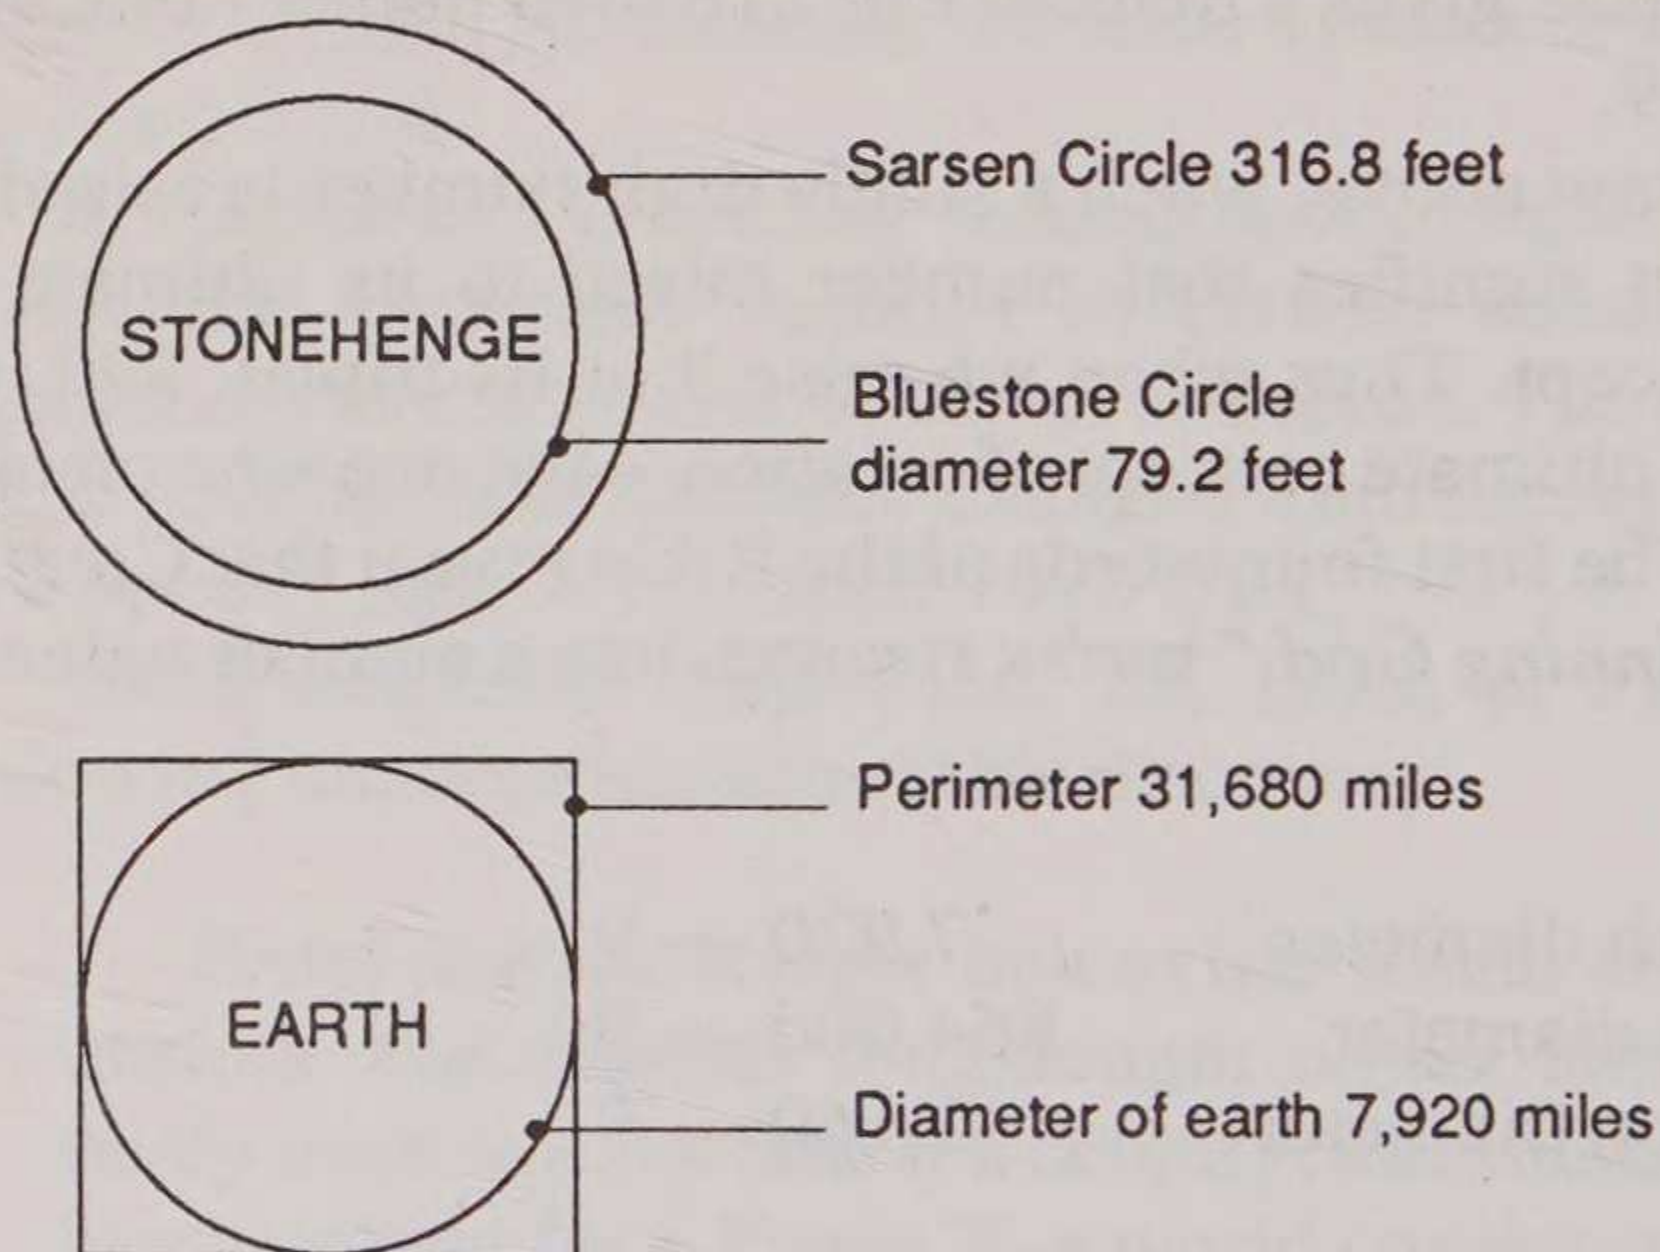 Sarsen Circle 316.8 feet
STONEHENGE
Bluestone Circle
diameter 79.2 feet
Perimeter 31,680 miles
EARTH
Diameter of earth 7,920 miles